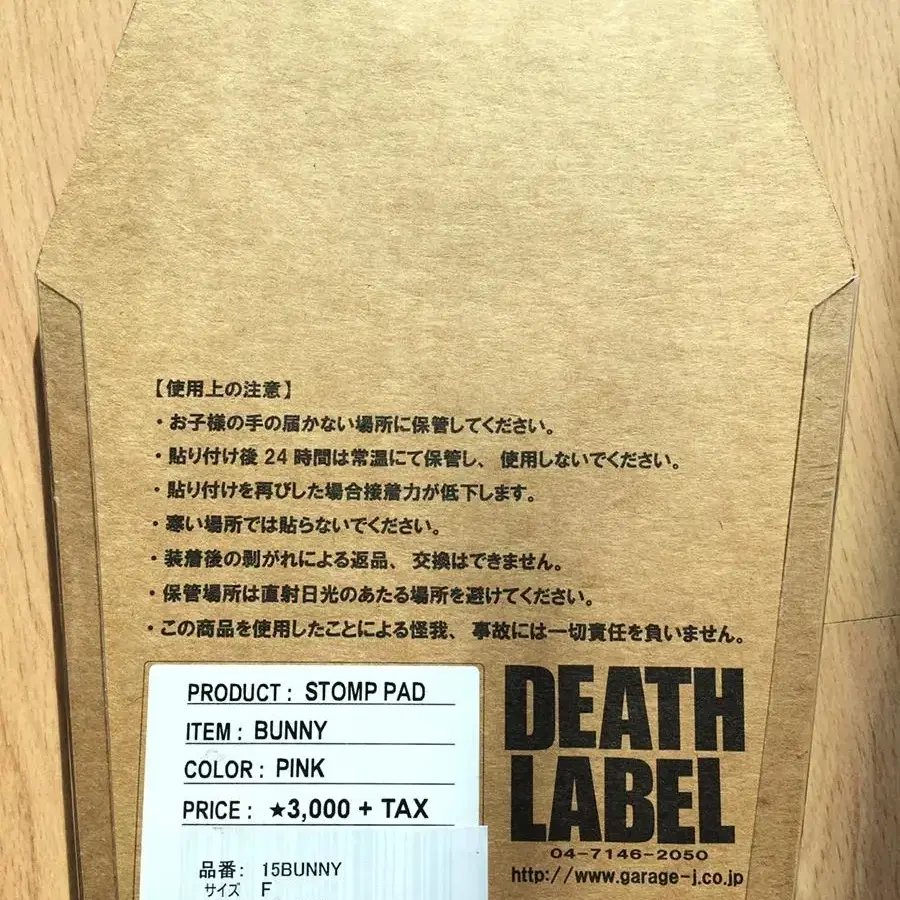 【使用上の注意】
・お子様の手の届かない場所に保管してください。
・貼り付け後 24 時間は常温にて保管し、使用しないでください。
・貼り付けを再びした場合接着力が低下します。
・寒い場所では貼らないでください。
・装着後の剝がれによる返品、交換はできません。
・保管場所は直射日光のあたる場所を避けてください。
・この商品を使用したことによる怪我、事故には一切責任を負いません。
PRODUCT : STOMP PAD
ITEM : BUNNY
COLOR : PINK
PRICE : ★3,000 + TAX
品番: 15BUNNY
サイズ F
DEATH
LABEL
04-7146-2050
http://www.garage-j.co.jp